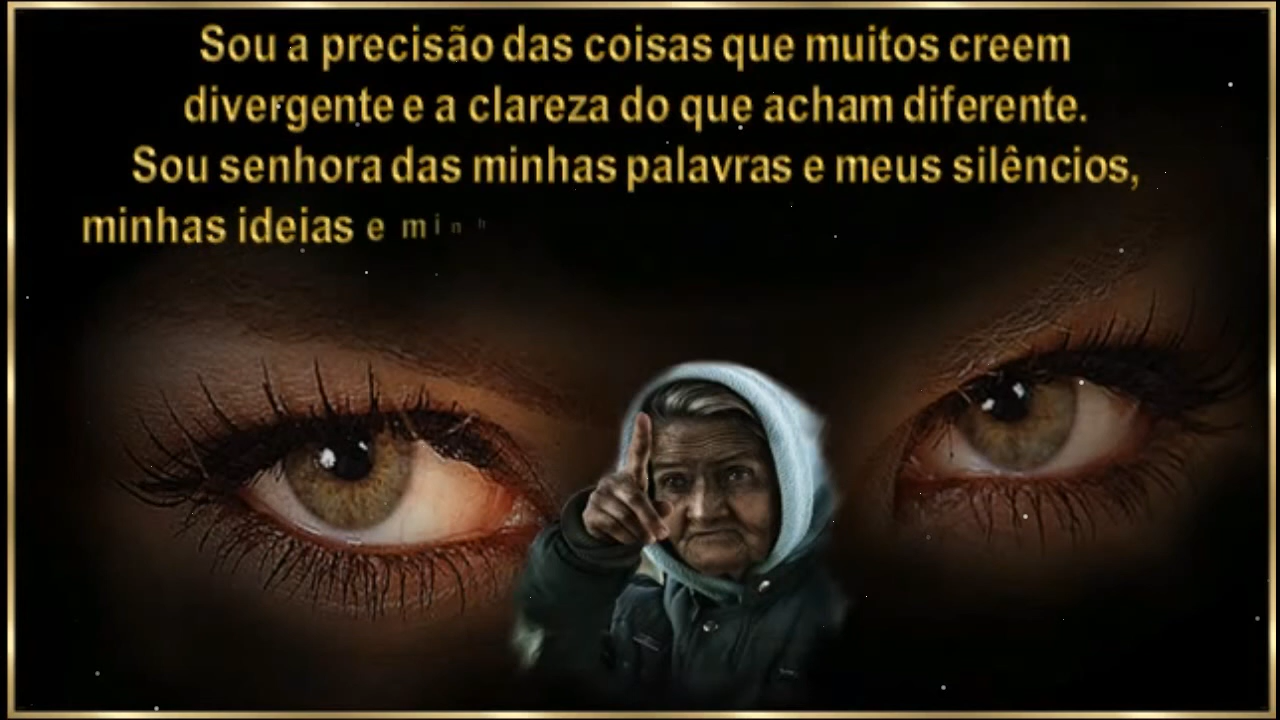 Sou a precisão das coisas que muitos creem
divergente e a clareza do que acham diferente.
Sou senhora das minhas palavras e meus silêncios,
minhas ideias e minh